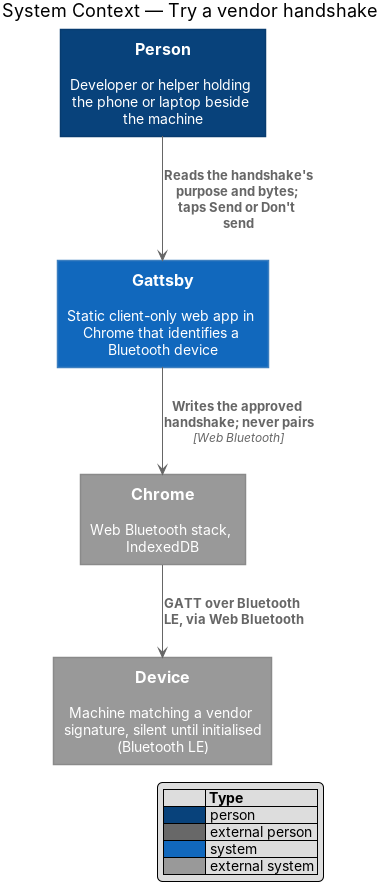 System Context — Try a vendor handshake
Person
Developer or helper holding
the phone or laptop beside
the machine
Reads the handshake's
purpose and bytes;
taps Send or Don't
send
Gattsby
Static client-only web app in
Chrome that identifies a
Bluetooth device
Writes the approved
handshake; never pairs
[Web Bluetooth]
Chrome
Web Bluetooth stack,
IndexedDB
GATT over Bluetooth
LE, via Web Bluetooth
Device
Machine matching a vendor
signature, silent until initialised
(Bluetooth LE)
Type
person
external person
system
external system